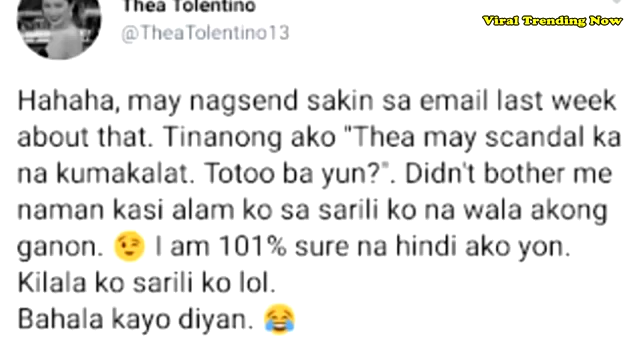 Thea Tolentino
Viral Trending Now
@TheaTolentino13
Hahaha, may nagsend sakin sa email last week
about that. Tinanong ako "Thea may scandal ka
na kumakalat. Totoo ba yun?". Didn't bother me
naman kasi alam ko sa sarili ko na wala akong
ganon. 😉 I am 101% sure na hindi ako yon.
Kilala ko sarili ko lol.
Bahala kayo diyan. 😂